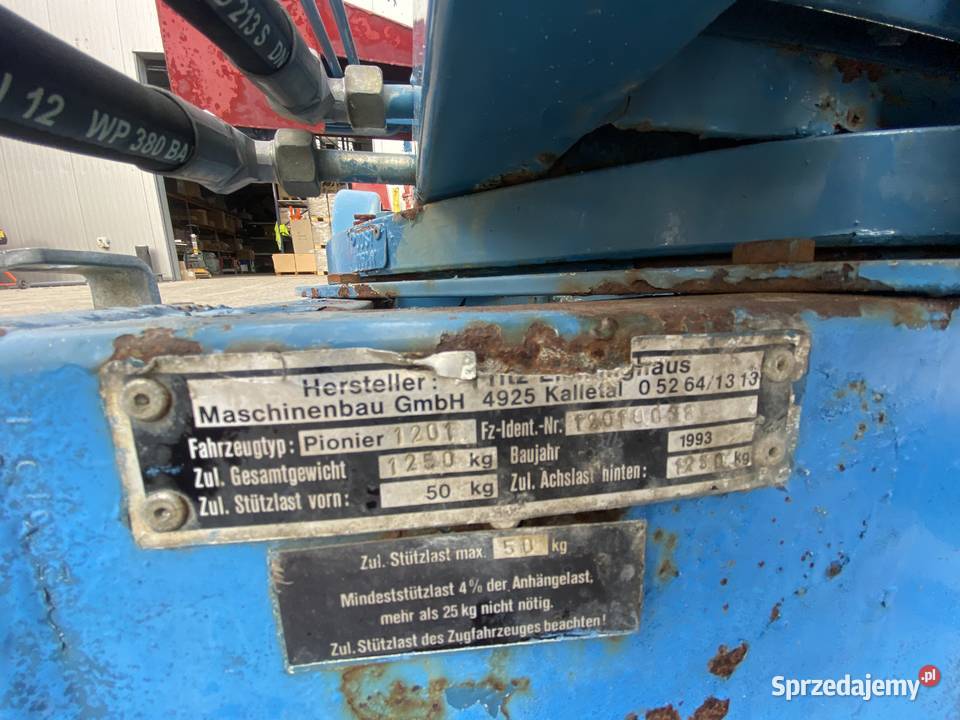 213 S DN
12 WP 380 BA
Hersteller:
Maschinenbau GmbH 4925 Kalletal 0 52 64/13 13
Fahrzeugtyp: Pionier 1201 Fz-Ident.-Nr.
Zul. Gesamtgewicht 1250 kg Baujahr 1993
Zul. Stützlast vorn: 50 kg Zul. Achslast hinten: kg
Zul. Stützlast max. 50 kg
Mindeststützlast 4% der Anhängelast,
mehr als 25 kg nicht nötig.
Zul. Stützlast des Zugfahrzeuges beachten!
Sprzedajemy.pl